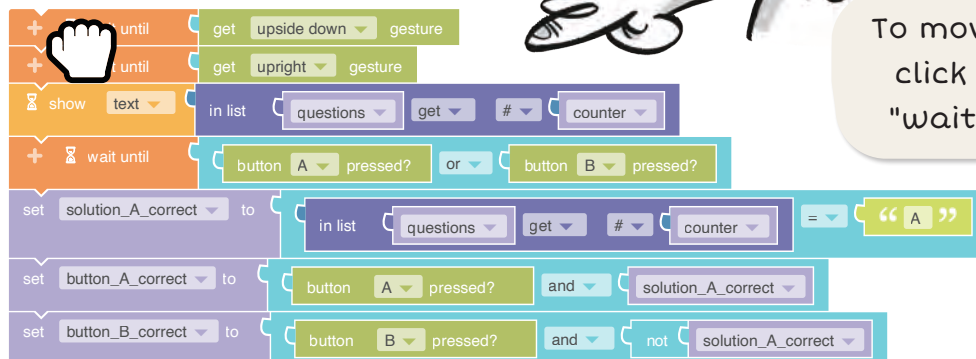 until get upside down gesture
until get upright gesture
show text in list questions get # counter
wait until button A pressed? or button B pressed?
set solution_A_correct to in list questions get # counter = “ A ”
set button_A_correct to button A pressed? and solution_A_correct
set button_B_correct to button B pressed? and not solution_A_correct
To mov
click
"wait